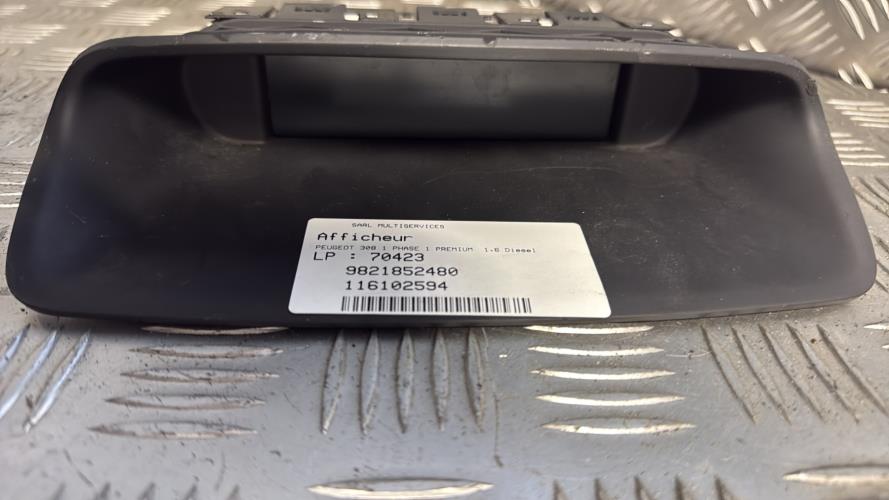 SARL MULTISERVICES
Afficheur
PEUGEOT 308 1 PHASE 1 PREMIUM 1.6 Diesel
LP : 70423
9821852480
116102594